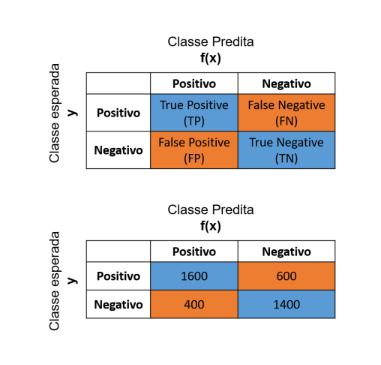 Classe Predita
f(x)
Classe esperada
y
Positivo Negativo
Positivo True Positive (TP) False Negative (FN)
Negativo False Positive (FP) True Negative (TN)
Classe Predita
f(x)
Classe esperada
y
Positivo Negativo
Positivo 1600 600
Negativo 400 1400